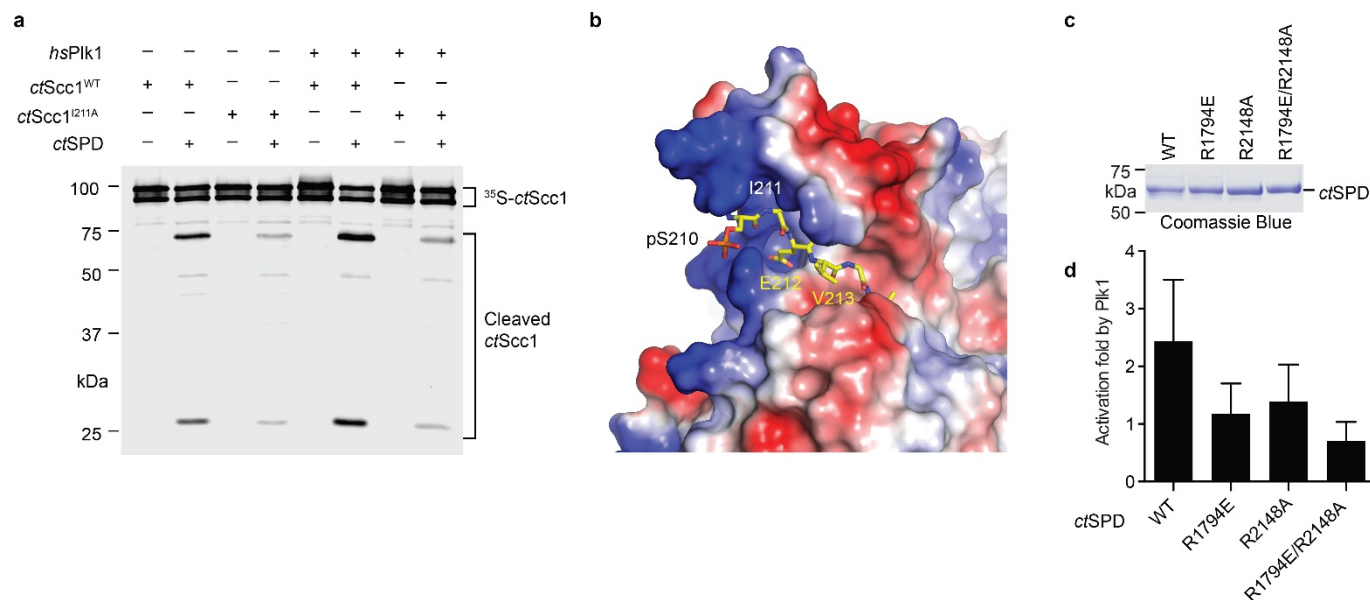 a
hsPlk1 – – – – + + + +
ctScc1WT + + – – + + – –
ctScc1I211A – – + + – – + +
ctSPD – + – + – + – +
100
75
50
37
kDa
25
35S-ctScc1
Cleaved
ctScc1
b
I211
pS210
E212
V213
c
WT
R1794E
R2148A
R1794E/R2148A
75
kDa
50
ctSPD
Coomassie Blue
d
Activation fold by Plk1
4
3
2
1
0
ctSPD
WT
R1794E
R2148A
R1794E/R2148A